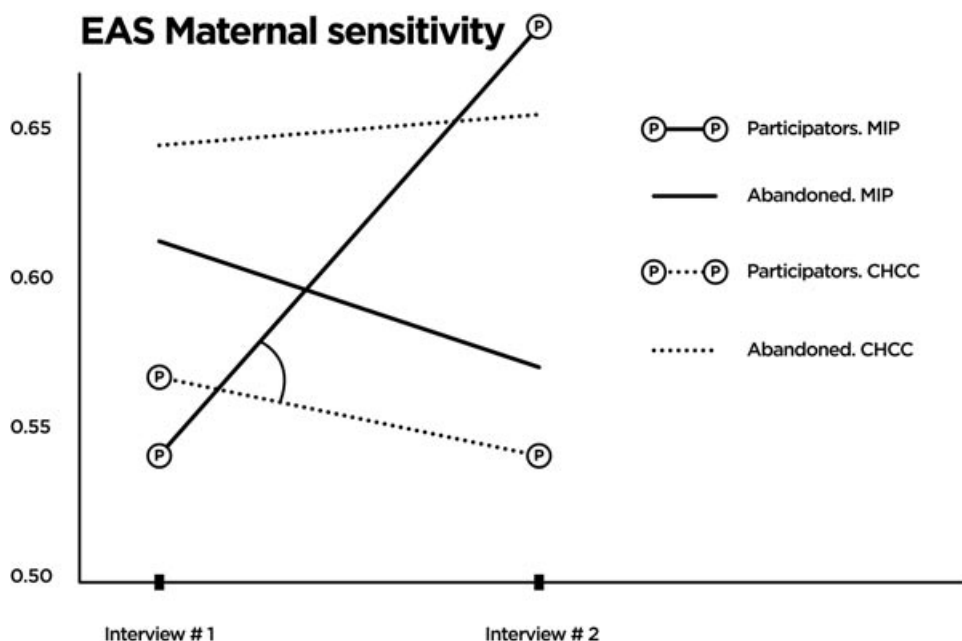 EAS Maternal sensitivity
P
0.65
P P Participators. MIP
Abandoned. MIP
0.60
P P Participators. CHCC
Abandoned. CHCC
P
0.55
P P
0.50
Interview # 1 Interview # 2